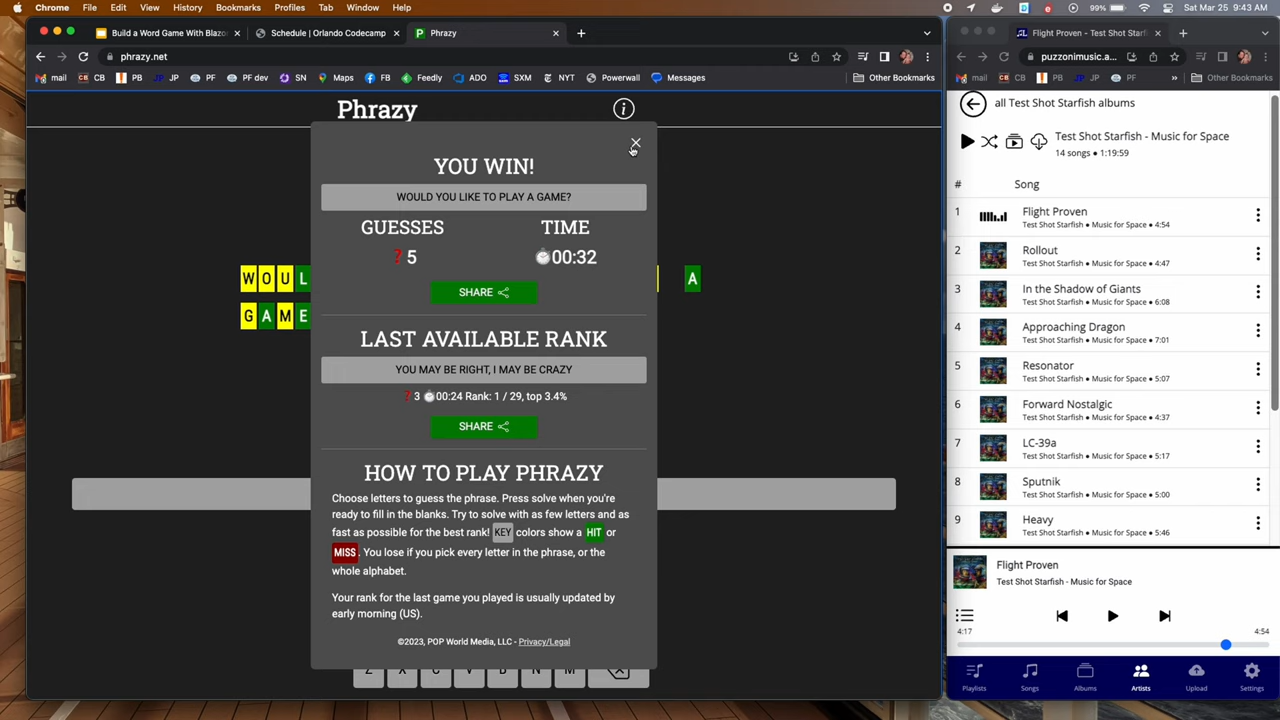 Chrome File Edit View History Bookmarks Profiles Tab Window Help
99% Sat Mar 25 9:43 AM
Build a Word Game With Blazo
Schedule | Orlando Codecamp
Phrazy
phrazy.net
mail CB PB JP PF PF dev SN Maps FB Feedly ADO SXM NYT Powerwall Messages Other Bookmarks
Phrazy
YOU WIN!
WOULD YOU LIKE TO PLAY A GAME?
GUESSES TIME
❓5 ⏱00:32
SHARE
WOUL A
GAME
LAST AVAILABLE RANK
YOU MAY BE RIGHT, I MAY BE CRAZY
❓3 ⏱00:24 Rank: 1 / 29, top 3.4%
SHARE
HOW TO PLAY PHRAZY
Choose letters to guess the phrase. Press solve when you're
ready to fill in the blanks. Try to solve with as few letters and as
fast as possible for the best rank! KEY colors show a HIT or
MISS. You lose if you pick every letter in the phrase, or the
whole alphabet.
Your rank for the last game you played is usually updated by
early morning (US).
©2023, POP World Media, LLC - Privacy/Legal
Flight Proven - Test Shot Starfi
puzzonimusic.a...
mail CB PB JP PF Other Bookmarks
all Test Shot Starfish albums
Test Shot Starfish - Music for Space
14 songs • 1:19:59
# Song
1 Flight Proven
Test Shot Starfish • Music for Space • 4:54
2 Rollout
Test Shot Starfish • Music for Space • 4:47
3 In the Shadow of Giants
Test Shot Starfish • Music for Space • 6:08
4 Approaching Dragon
Test Shot Starfish • Music for Space • 7:01
5 Resonator
Test Shot Starfish • Music for Space • 5:07
6 Forward Nostalgic
Test Shot Starfish • Music for Space • 4:37
7 LC-39a
Test Shot Starfish • Music for Space • 5:17
8 Sputnik
Test Shot Starfish • Music for Space • 5:00
9 Heavy
Test Shot Starfish • Music for Space • 5:46
Flight Proven
Test Shot Starfish - Music for Space
4:17 4:54
Playlists Songs Albums Artists Upload Settings